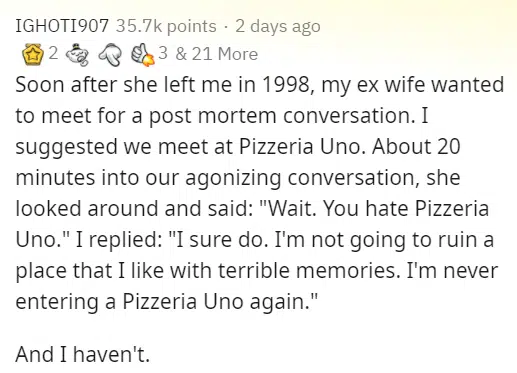 IGHOTI907 35.7k points · 2 days ago
2 3 & 21 More
Soon after she left me in 1998, my ex wife wanted
to meet for a post mortem conversation. I
suggested we meet at Pizzeria Uno. About 20
minutes into our agonizing conversation, she
looked around and said: "Wait. You hate Pizzeria
Uno." I replied: "I sure do. I'm not going to ruin a
place that I like with terrible memories. I'm never
entering a Pizzeria Uno again."
And I haven't.